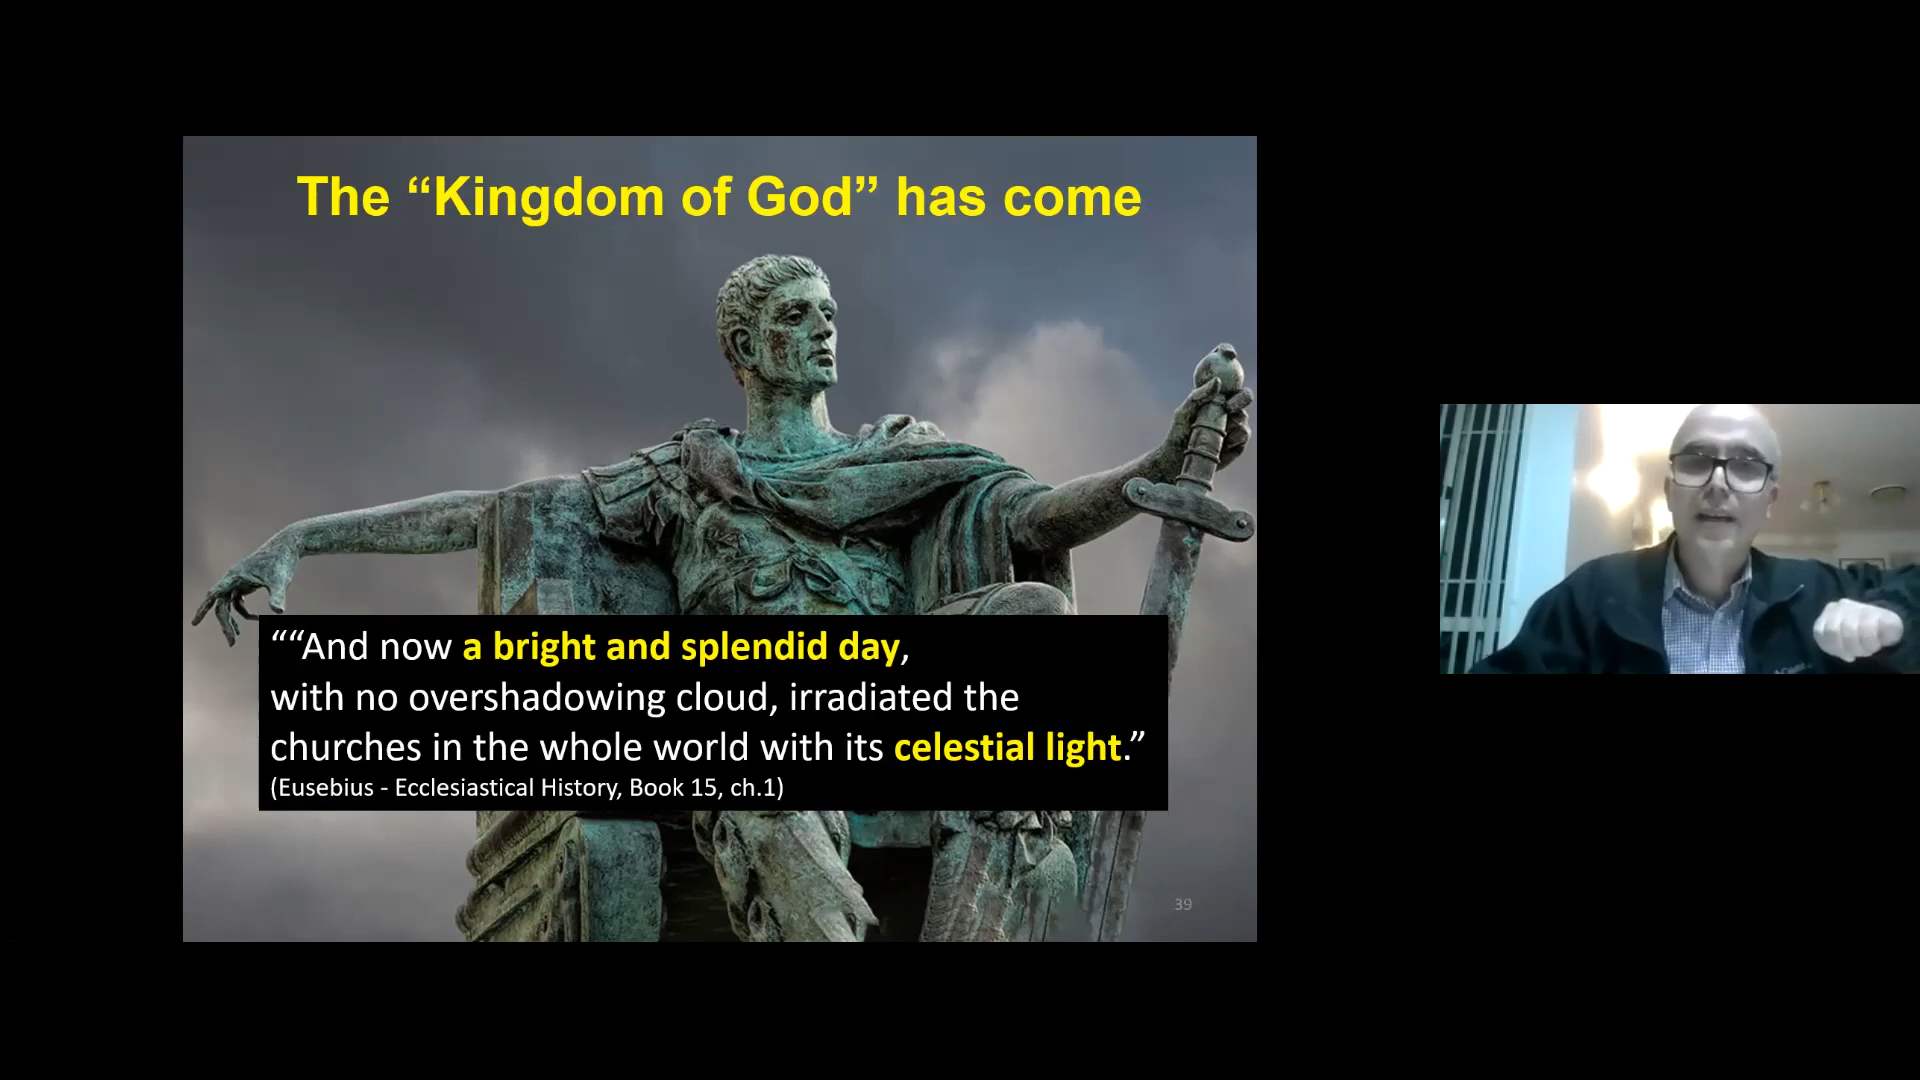 The “Kingdom of God” has come
““And now a bright and splendid day,
with no overshadowing cloud, irradiated the
churches in the whole world with its celestial light.”
(Eusebius - Ecclesiastical History, Book 15, ch.1)
39